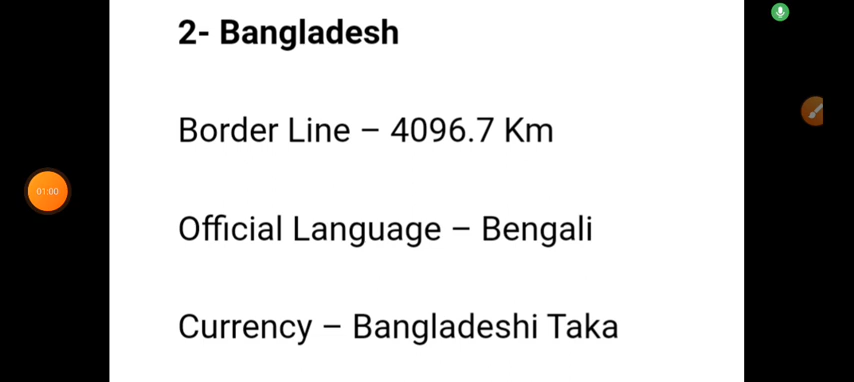 2- Bangladesh
Border Line – 4096.7 Km
01:00
Official Language – Bengali
Currency – Bangladeshi Taka